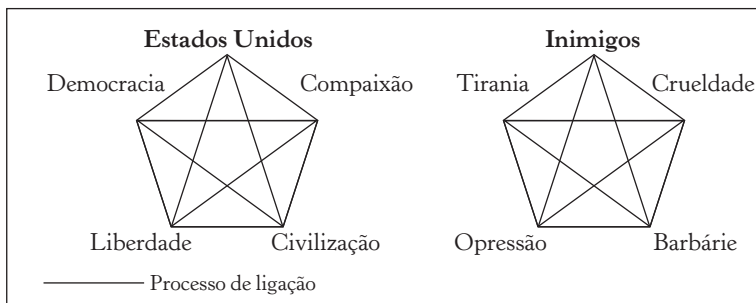 Estados Unidos
Inimigos
Democracia
Compaixão
Tirania
Crueldade
Liberdade
Civilização
Opressão
Barbárie
Processo de ligação